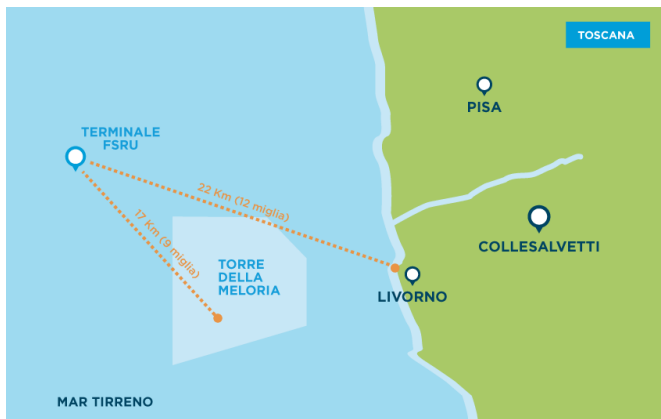 TOSCANA
PISA
TERMINALE
FSRU
22 Km (12 miglia)
17 Km (9 miglia)
COLLESALVETTI
TORRE
DELLA
MELORIA
LIVORNO
MAR TIRRENO